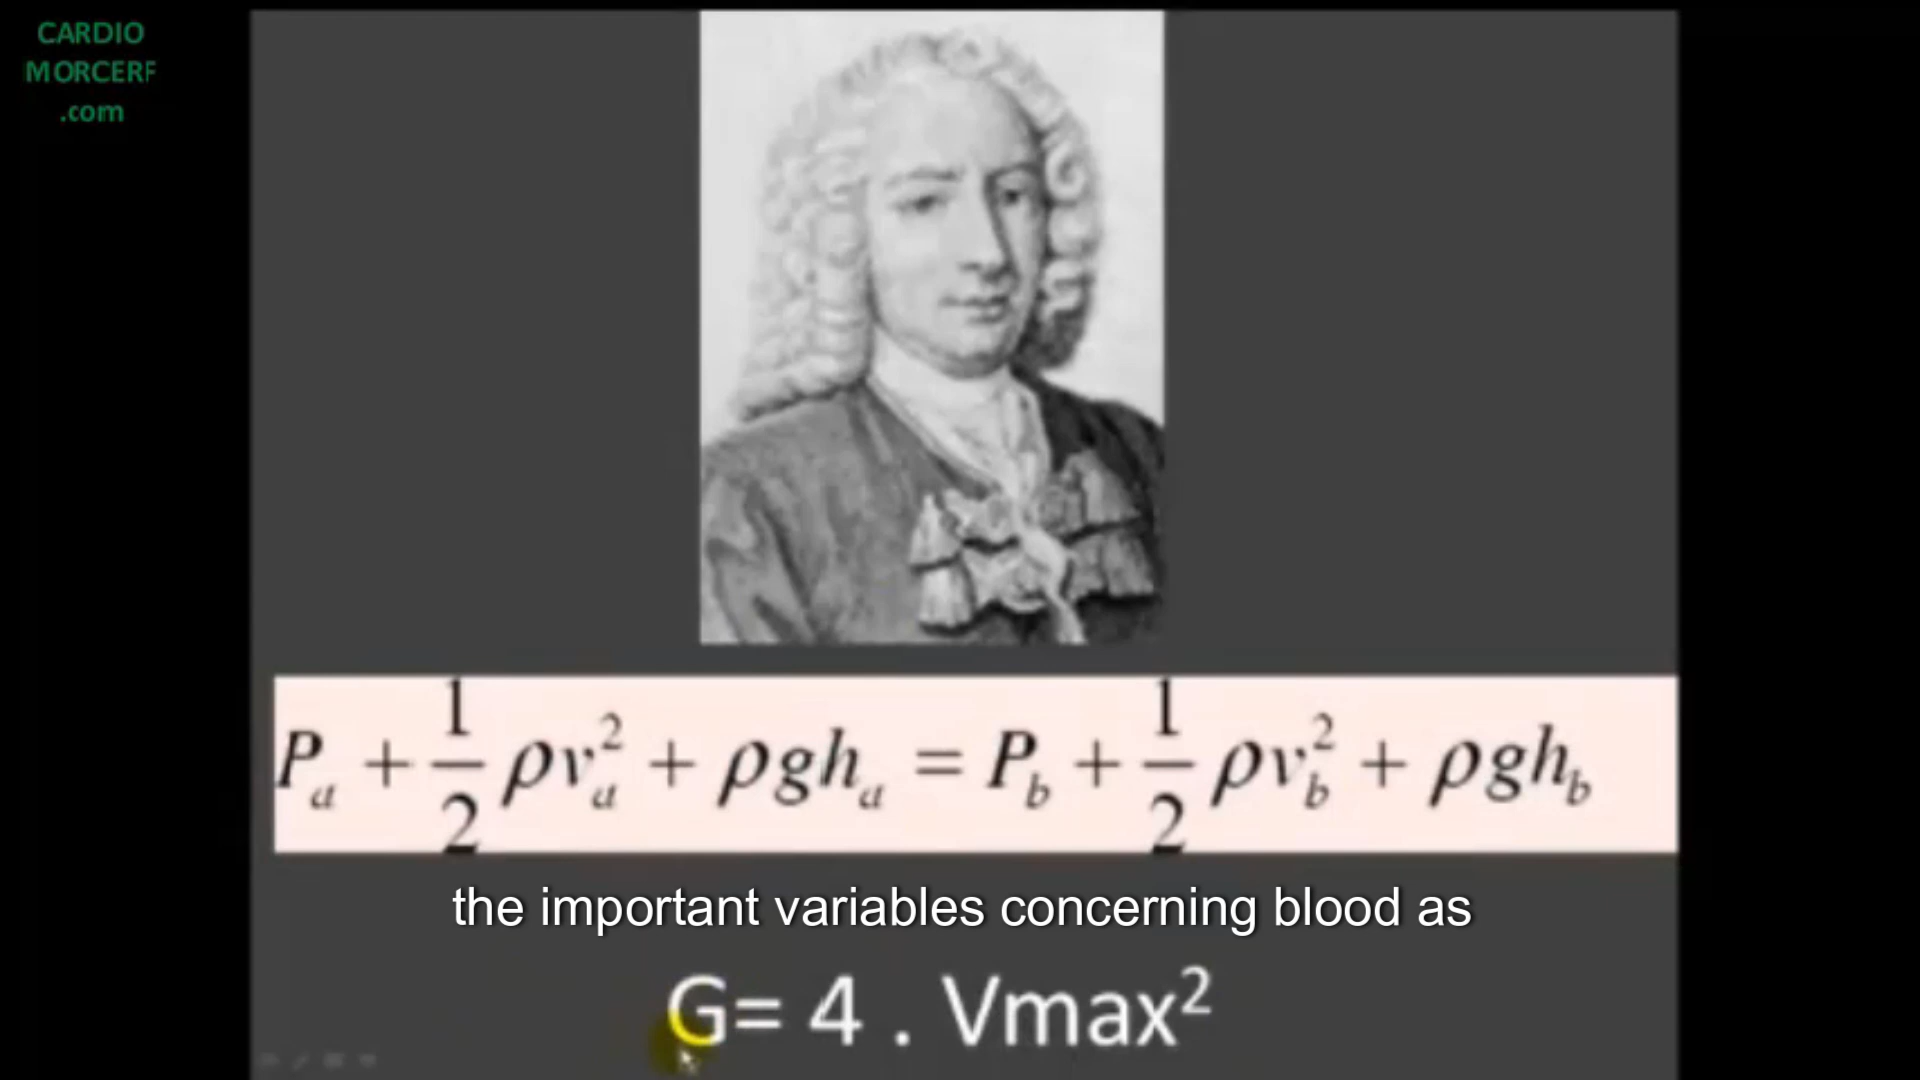 CARDIO
MORCERF
.com
P_a + 1/2 ρv_a^2 + ρgh_a = P_b + 1/2 ρv_b^2 + ρgh_b
the important variables concerning blood as
G= 4 . Vmax²